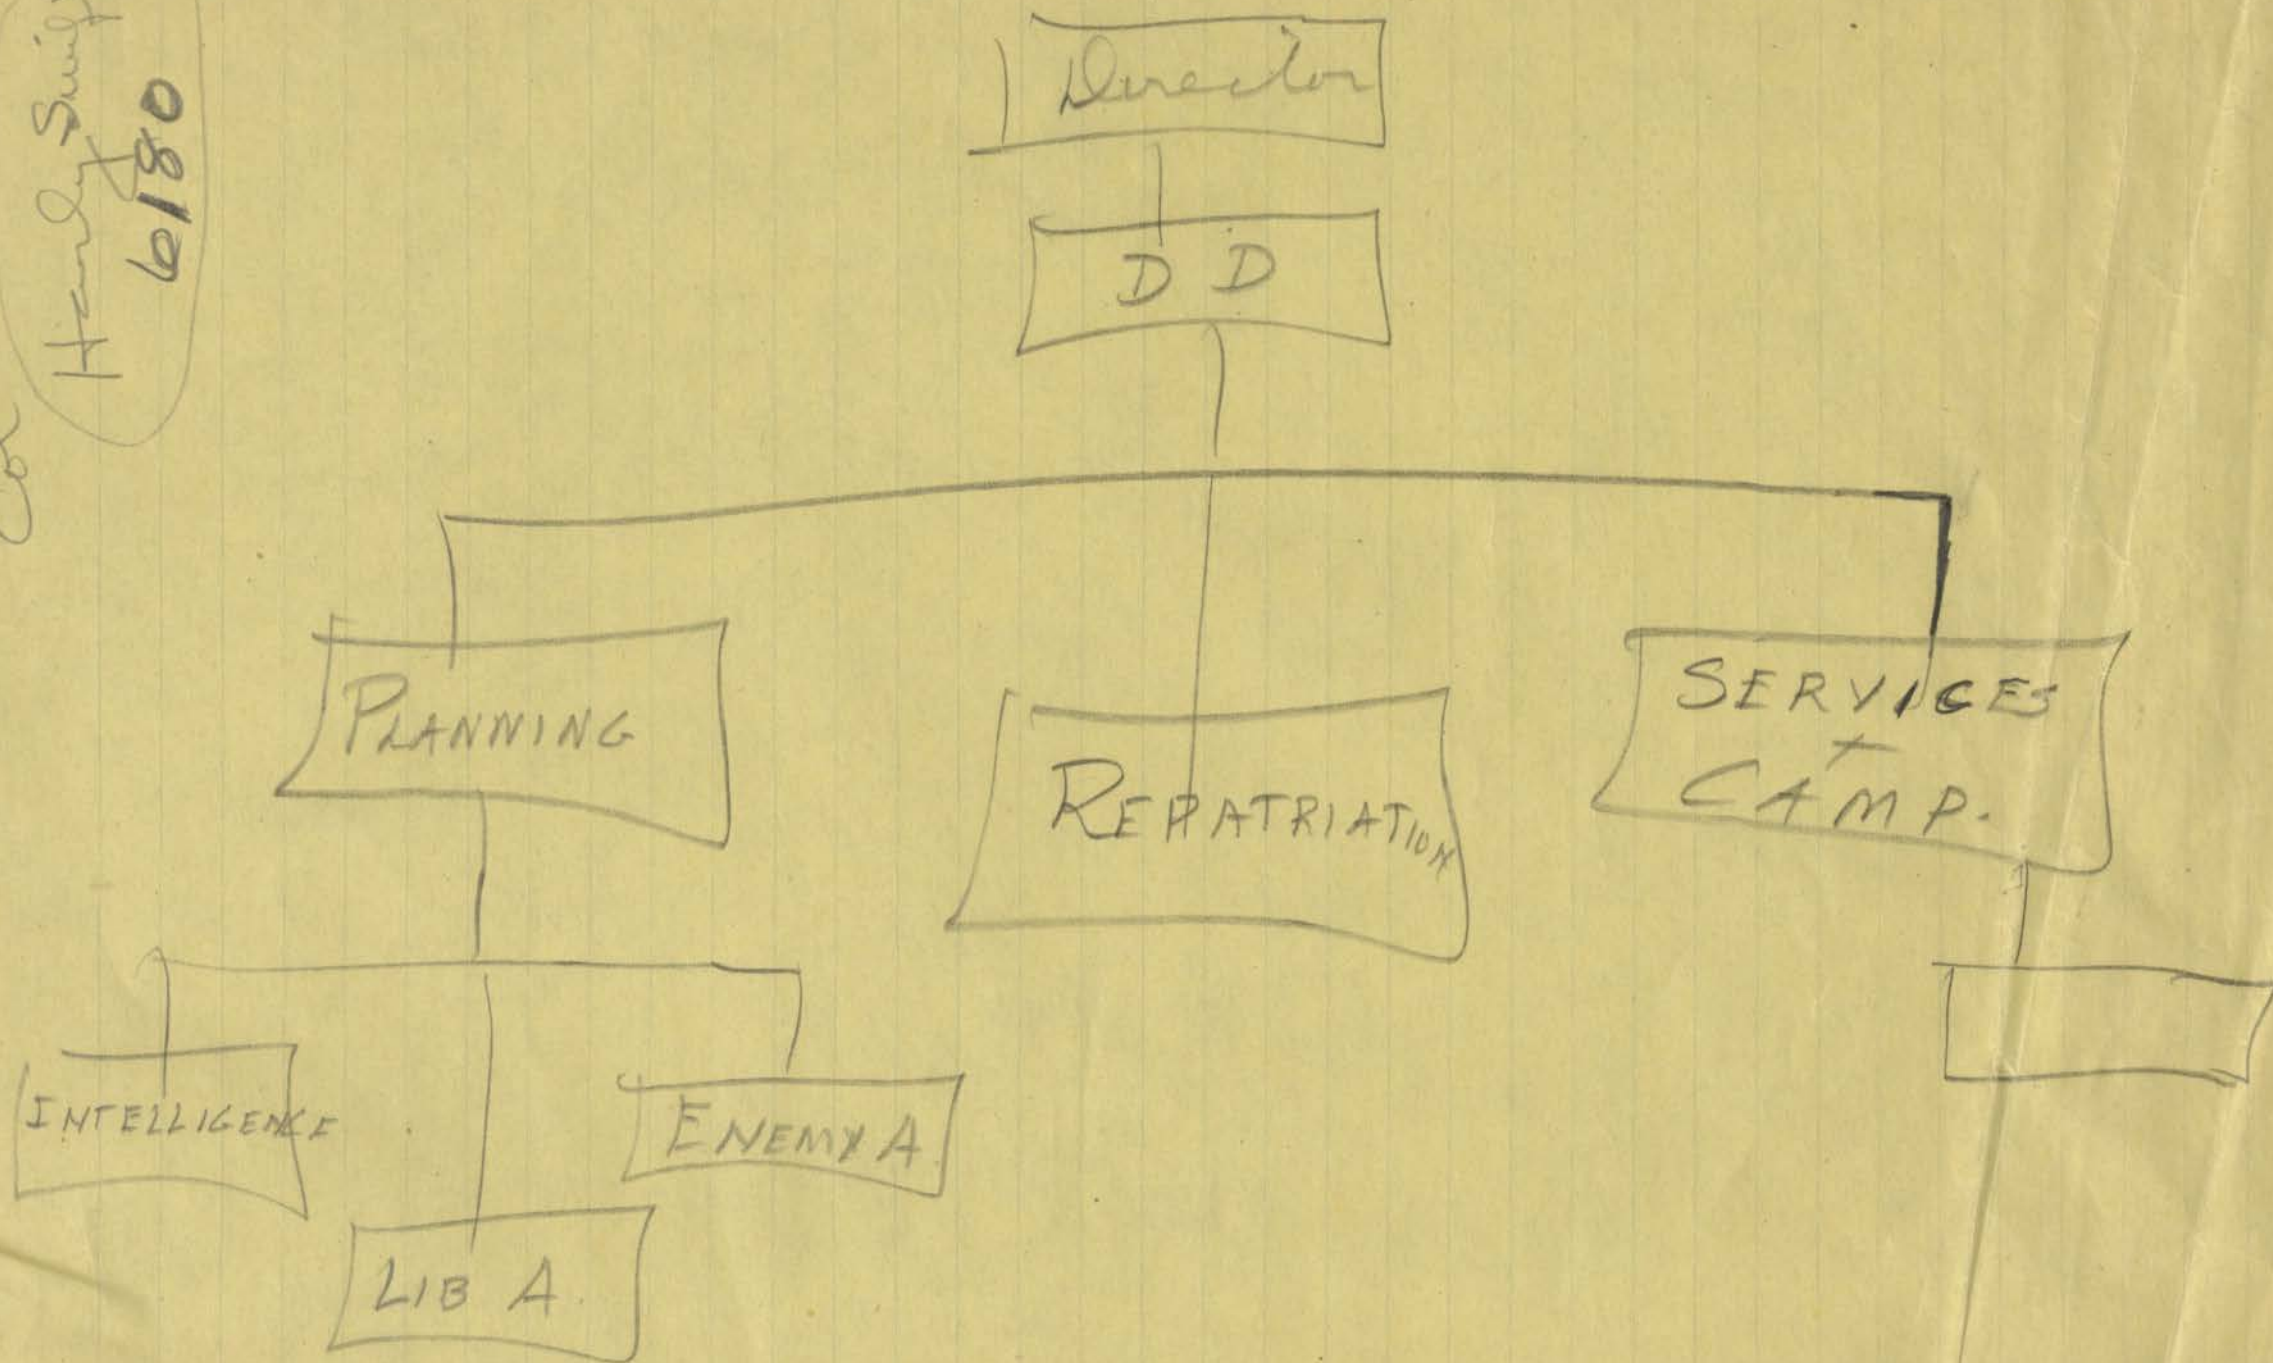 Director
D D
PLANNING
REPATRIATION
SERVICES
+
CAMP.
INTELLIGENCE
ENEMY A
LIB A.
6180